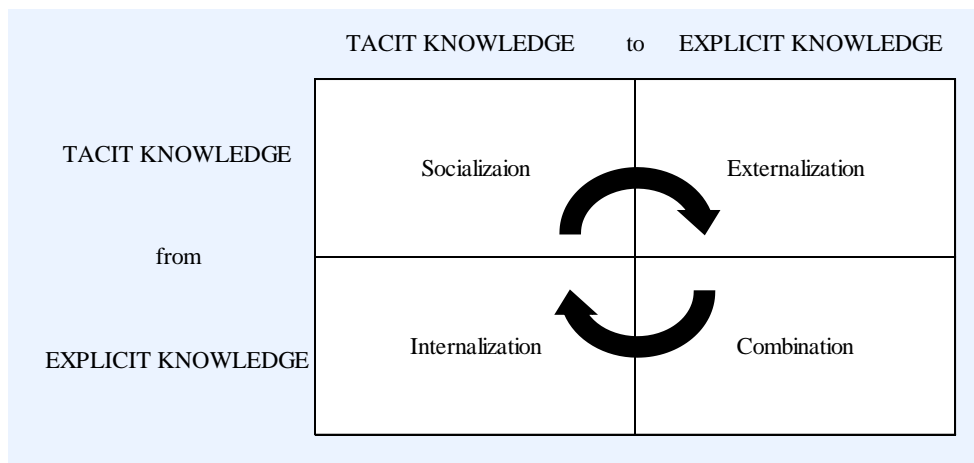 TACIT KNOWLEDGE to EXPLICIT KNOWLEDGE
TACIT KNOWLEDGE
Socializaion
Externalization
from
EXPLICIT KNOWLEDGE
Internalization
Combination